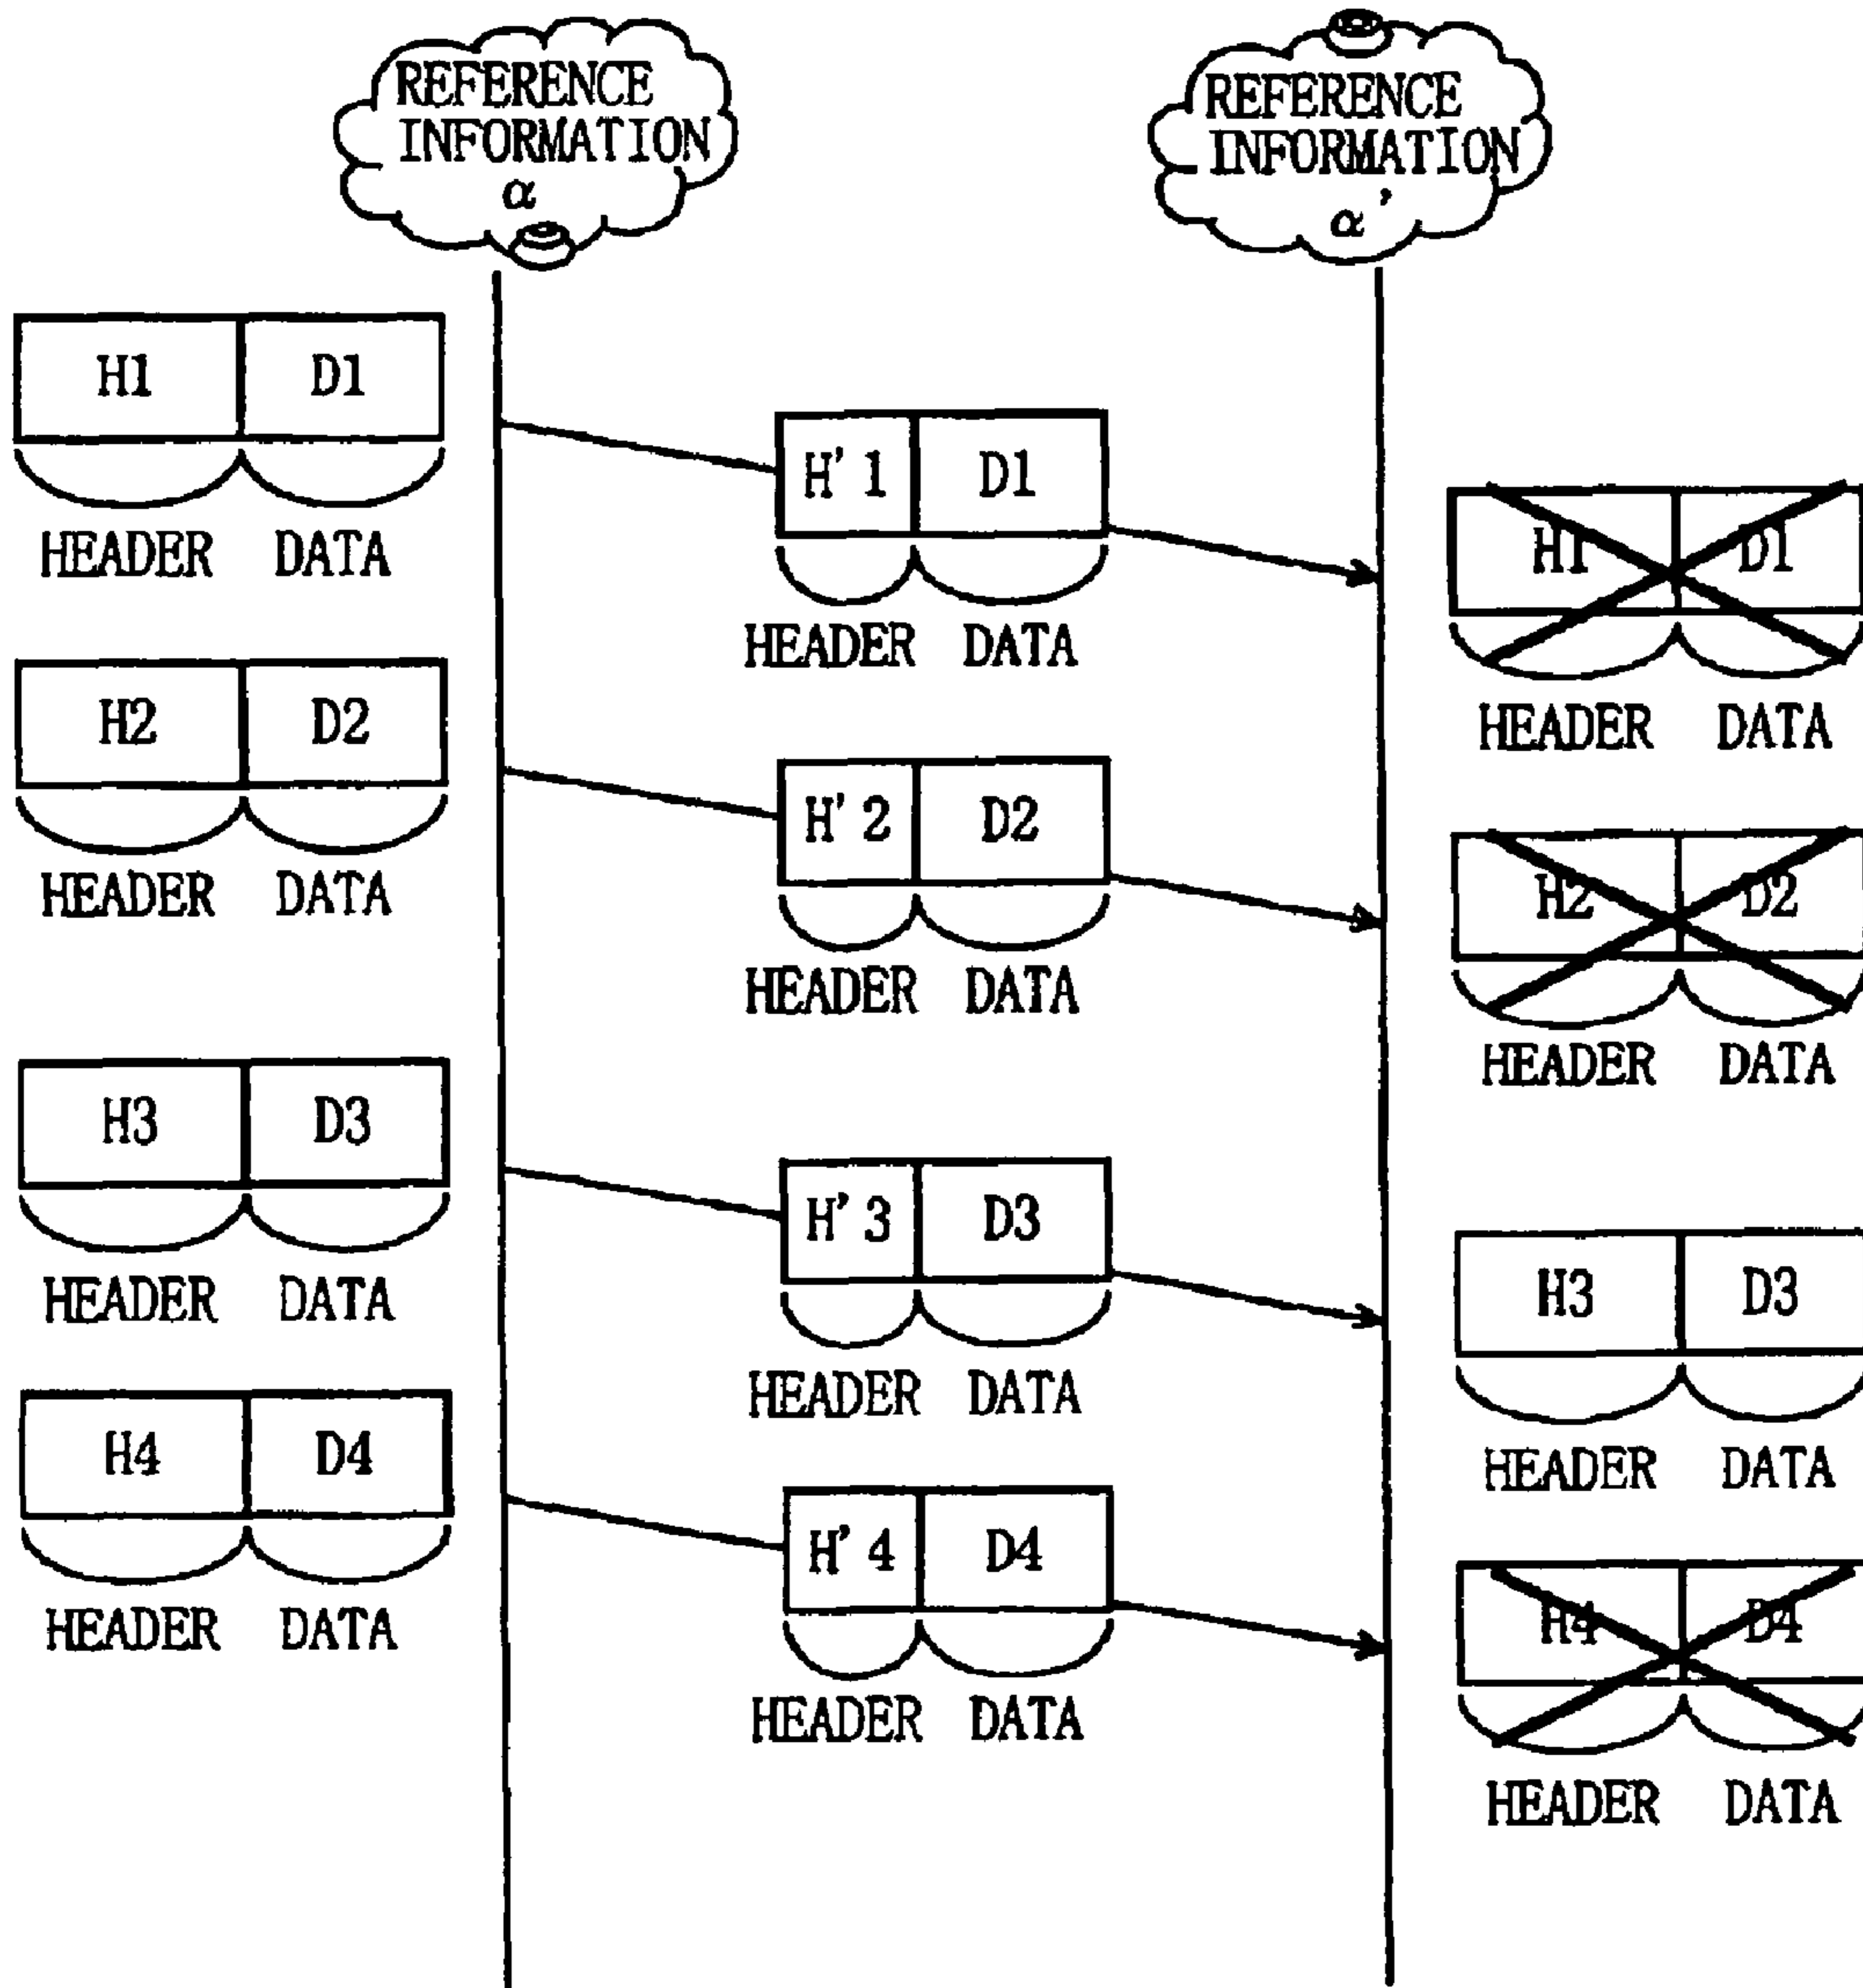 REFERENCE
INFORMATION
α
REFERENCE
INFORMATION
α'
H1 D1
HEADER DATA
H'1 D1
HEADER DATA
H1 D1
HEADER DATA
H2 D2
HEADER DATA
H'2 D2
HEADER DATA
H2 D2
HEADER DATA
H3 D3
HEADER DATA
H'3 D3
HEADER DATA
H3 D3
HEADER DATA
H4 D4
HEADER DATA
H'4 D4
HEADER DATA
H4 D4
HEADER DATA